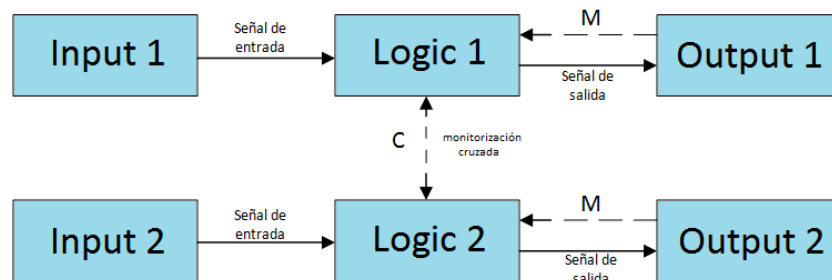 Input 1
Señal de
entrada
Logic 1
M
Señal de
salida
Output 1
C
monitorización
cruzada
Input 2
Señal de
entrada
Logic 2
M
Señal de
salida
Output 2